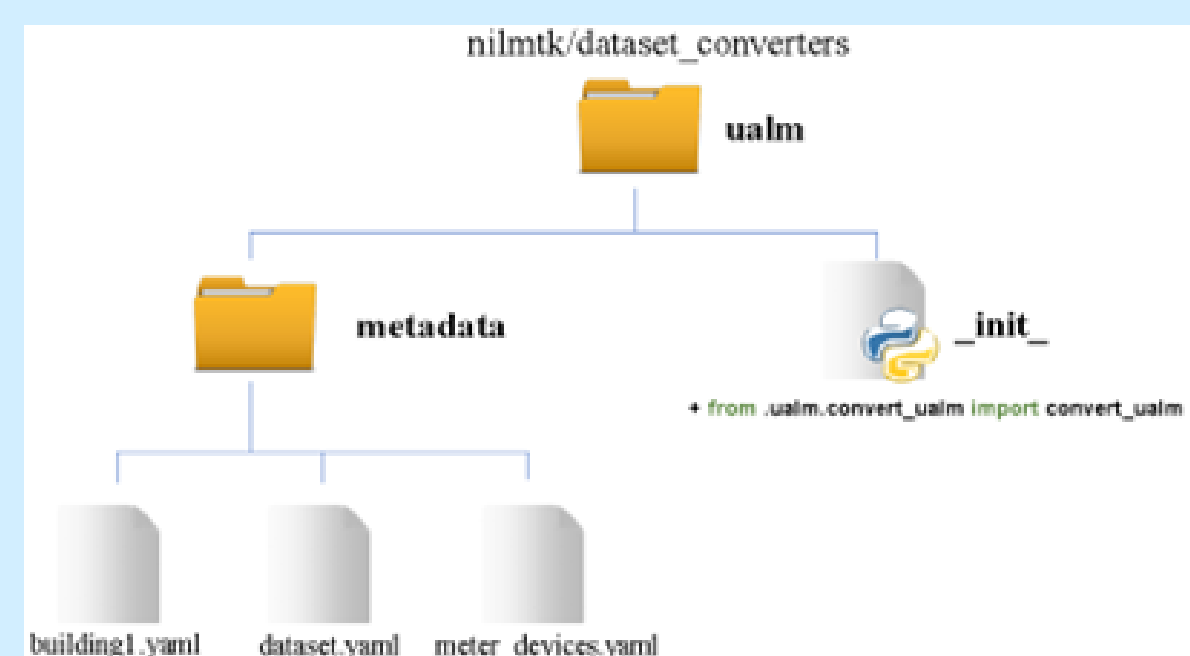 nilmtk/dataset_converters
ualm
metadata
_init_
+ from .ualm.convert_ualm import convert_ualm
building1.yaml
dataset.yaml
meter_devices.yaml